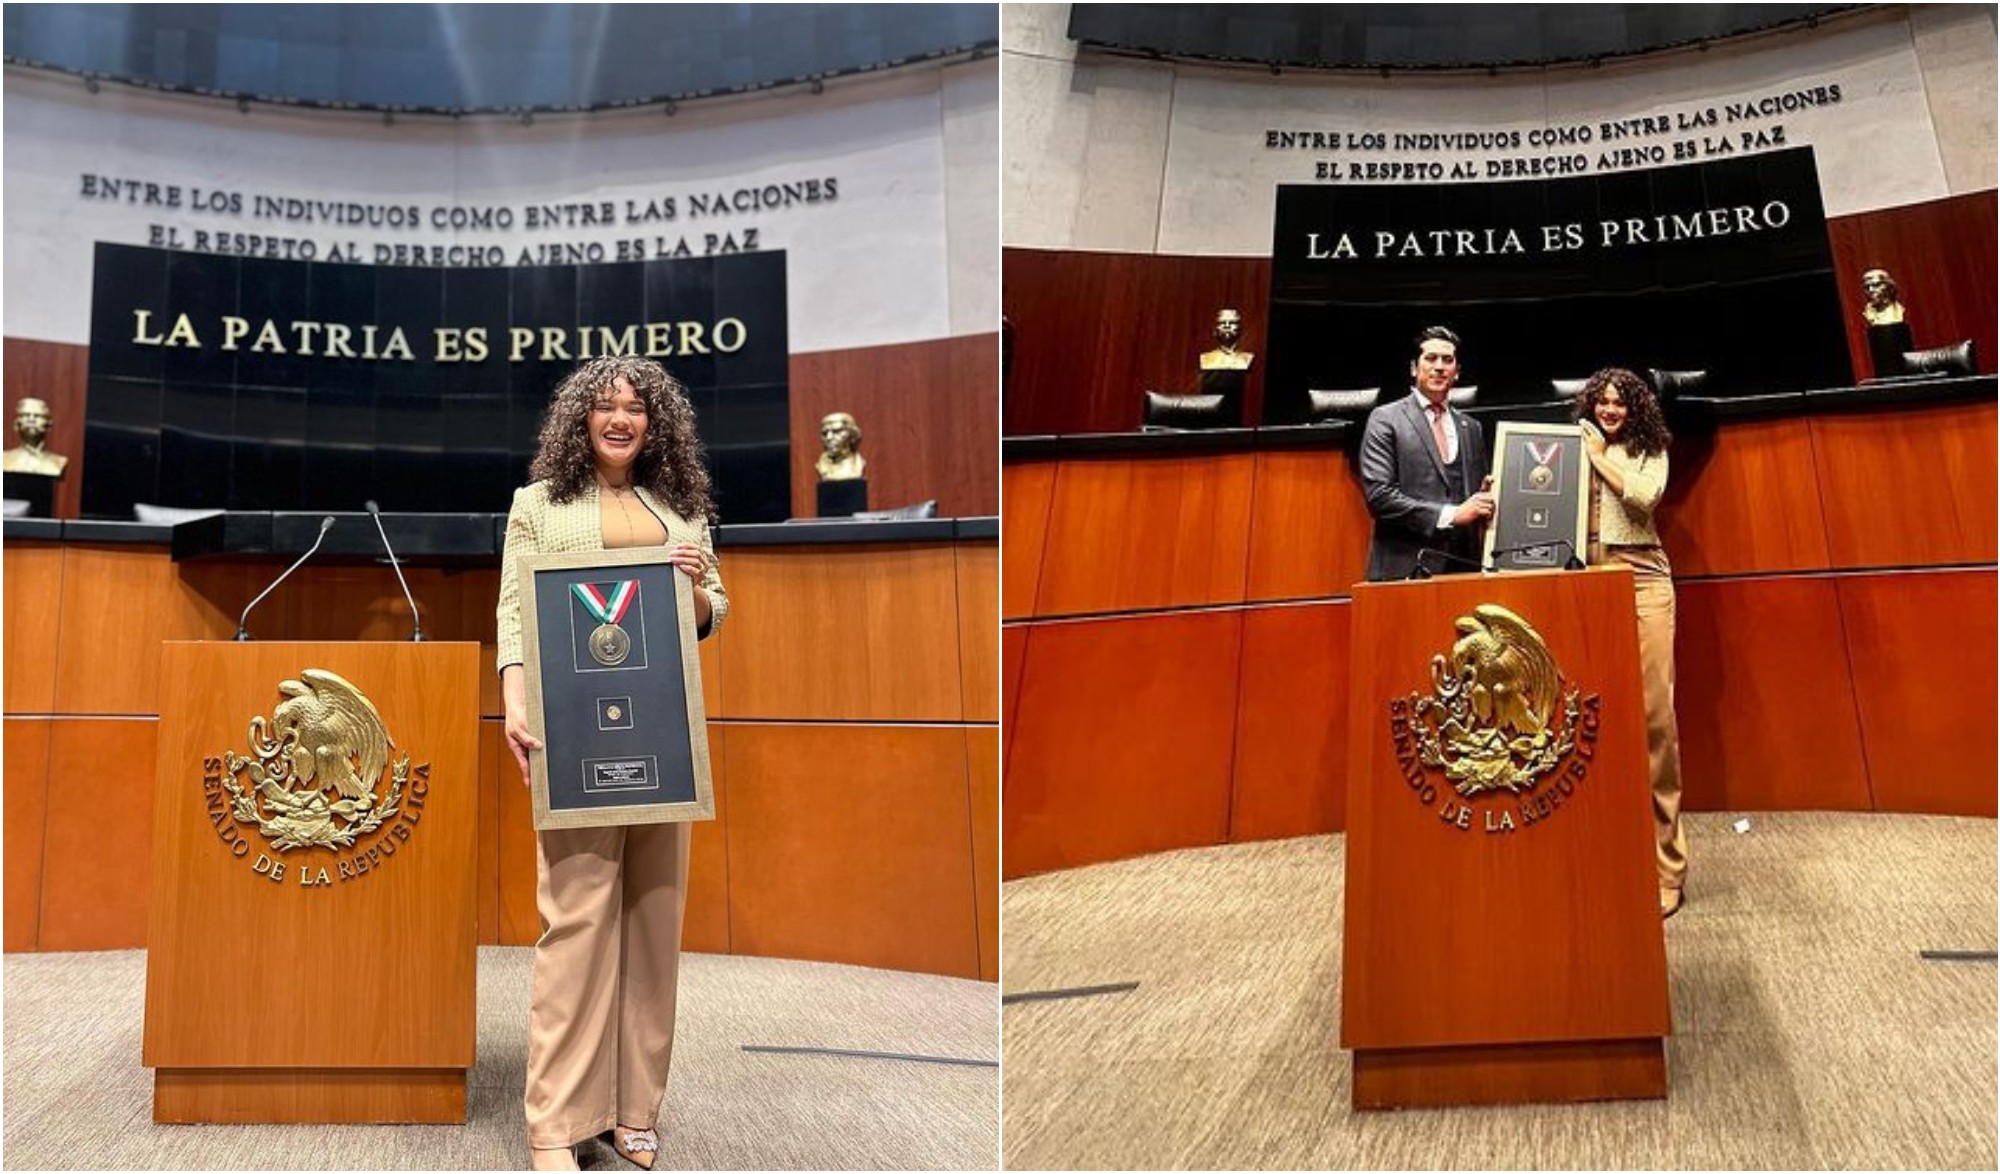 ENTRE LOS INDIVIDUOS COMO ENTRE LAS NACIONES
EL RESPETO AL DERECHO AJENO ES LA PAZ
LA PATRIA ES PRIMERO
SENADO DE LA REPUBLICA
ENTRE LOS INDIVIDUOS COMO ENTRE LAS NACIONES
EL RESPETO AL DERECHO AJENO ES LA PAZ
LA PATRIA ES PRIMERO
SENADO DE LA REPUBLICA